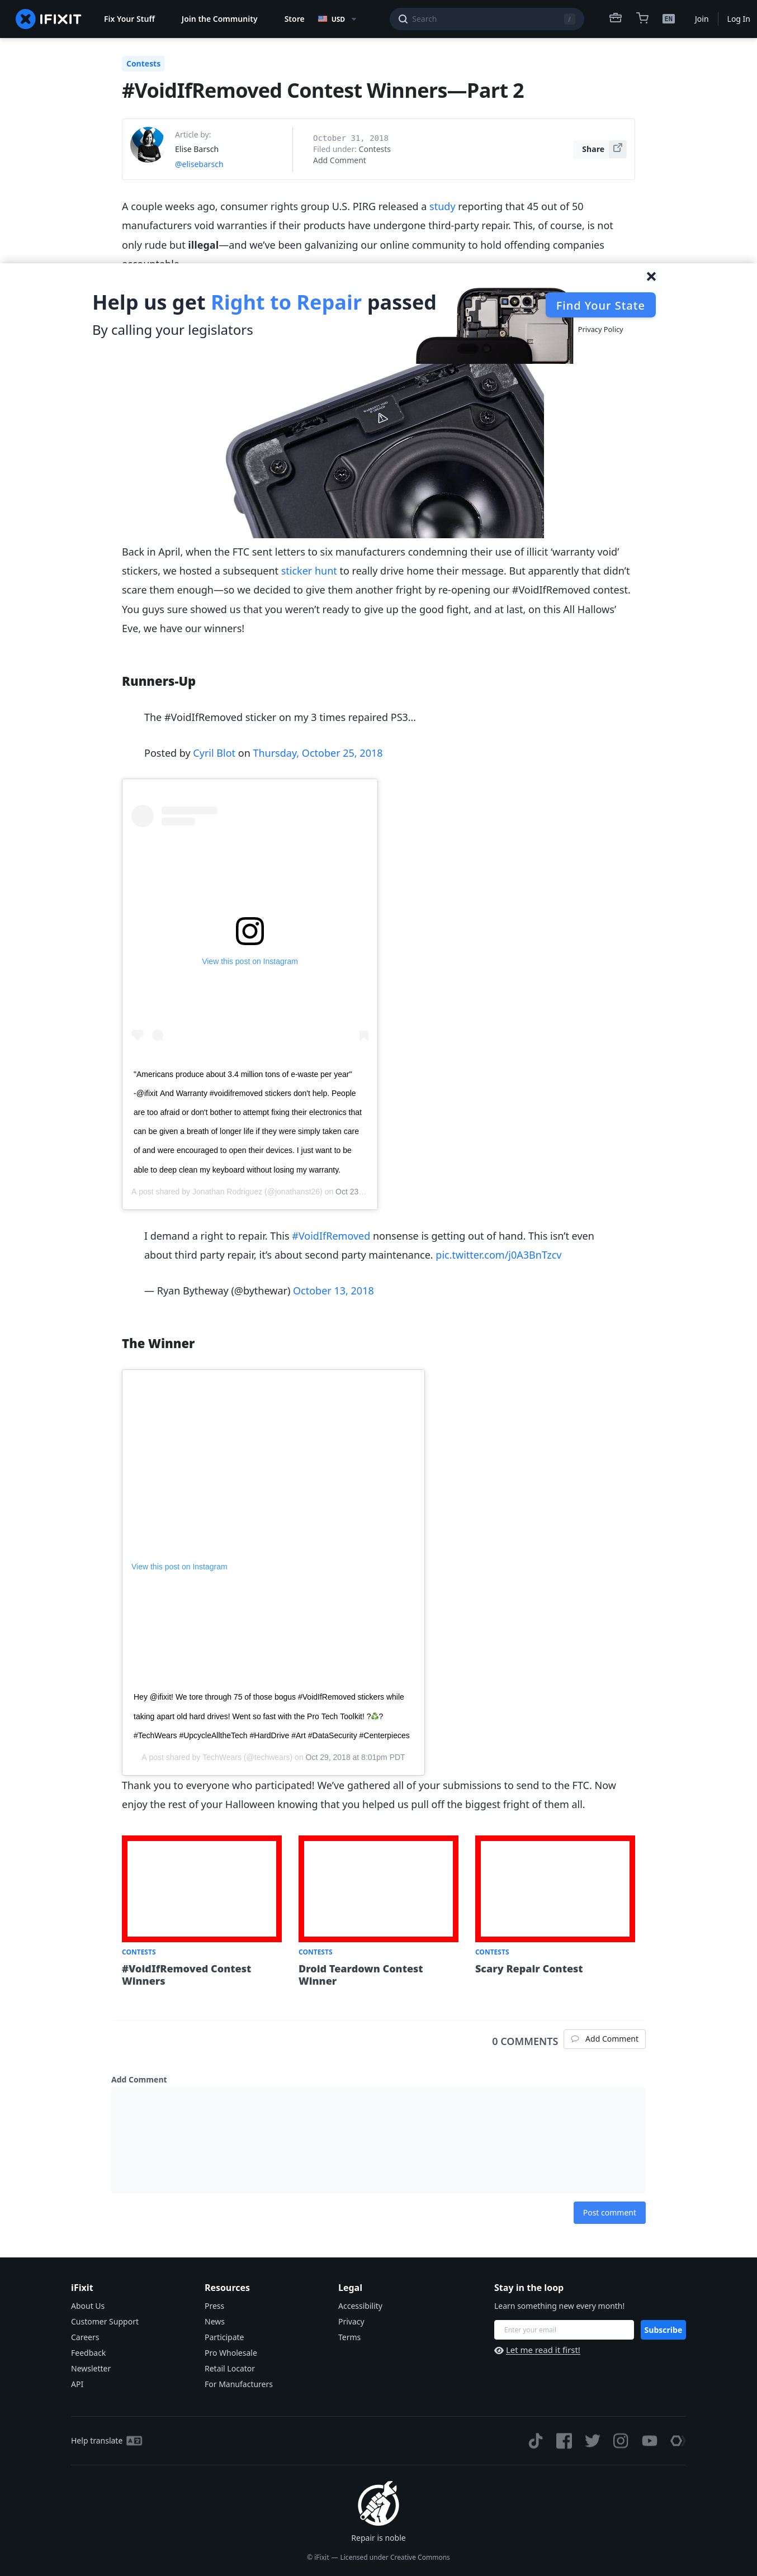 IFIXIT
Fix Your Stuff
Join the Community
Store
USD
Search
/
EN
Join
Log In
Contests
#VoidIfRemoved Contest Winners—Part 2
Article by:
Elise Barsch
@elisebarsch
October 31, 2018
Filed under: Contests
Add Comment
Share
A couple weeks ago, consumer rights group U.S. PIRG released a study reporting that 45 out of 50
manufacturers void warranties if their products have undergone third-party repair. This, of course, is not
only rude but illegal—and we’ve been galvanizing our online community to hold offending companies
Help us get Right to Repair passed
By calling your legislators
Find Your State
Privacy Policy
Back in April, when the FTC sent letters to six manufacturers condemning their use of illicit ‘warranty void’
stickers, we hosted a subsequent sticker hunt to really drive home their message. But apparently that didn’t
scare them enough—so we decided to give them another fright by re-opening our #VoidIfRemoved contest.
You guys sure showed us that you weren’t ready to give up the good fight, and at last, on this All Hallows’
Eve, we have our winners!
Runners-Up
The #VoidIfRemoved sticker on my 3 times repaired PS3...
Posted by Cyril Blot on Thursday, October 25, 2018
View this post on Instagram
"Americans produce about 3.4 million tons of e-waste per year"
-@ifixit And Warranty #voidifremoved stickers don't help. People
are too afraid or don't bother to attempt fixing their electronics that
can be given a breath of longer life if they were simply taken care
of and were encouraged to open their devices. I just want to be
able to deep clean my keyboard without losing my warranty.
A post shared by Jonathan Rodriguez (@jonathanst26) on Oct 23...
I demand a right to repair. This #VoidIfRemoved nonsense is getting out of hand. This isn’t even
about third party repair, it’s about second party maintenance. pic.twitter.com/j0A3BnTzcv
— Ryan Bytheway (@bythewar) October 13, 2018
The Winner
View this post on Instagram
Hey @ifixit! We tore through 75 of those bogus #VoidIfRemoved stickers while
taking apart old hard drives! Went so fast with the Pro Tech Toolkit! ?♻?
#TechWears #UpcycleAlltheTech #HardDrive #Art #DataSecurity #Centerpieces
A post shared by TechWears (@techwears) on Oct 29, 2018 at 8:01pm PDT
Thank you to everyone who participated! We’ve gathered all of your submissions to send to the FTC. Now
enjoy the rest of your Halloween knowing that you helped us pull off the biggest fright of them all.
CONTESTS
#VoidIfRemoved Contest
Winners
CONTESTS
Droid Teardown Contest
Winner
CONTESTS
Scary Repair Contest
0 COMMENTS
Add Comment
Add Comment
Post comment
iFixit
About Us
Customer Support
Careers
Feedback
Newsletter
API
Resources
Press
News
Participate
Pro Wholesale
Retail Locator
For Manufacturers
Legal
Accessibility
Privacy
Terms
Stay in the loop
Learn something new every month!
Enter your email
Subscribe
Let me read it first!
Help translate
Repair is noble
© iFixit — Licensed under Creative Commons